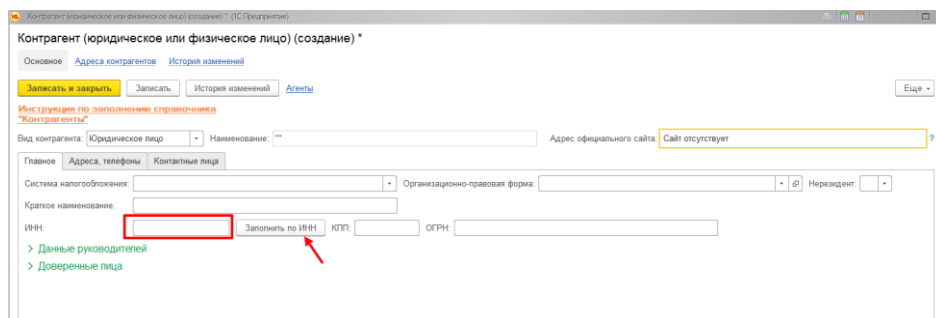 Контрагент (юридическое или физическое лицо) (создание) * (1С:Предприятие)
Контрагент (юридическое или физическое лицо) (создание) *
Основное Адреса контрагентов История изменений
Записать и закрыть Записать История изменений Агенты Еще
Инструкция по заполнению справочника
"Контрагенты"
Вид контрагента: Юридическое лицо Наименование: "" Адрес официального сайта: Сайт отсутствует ?
Главное Адреса, телефоны Контактные лица
Система налогообложения: Организационно-правовая форма: Нерезидент:
Краткое наименование:
ИНН: Заполнить по ИНН КПП: ОГРН:
Данные руководителей
Доверенные лица